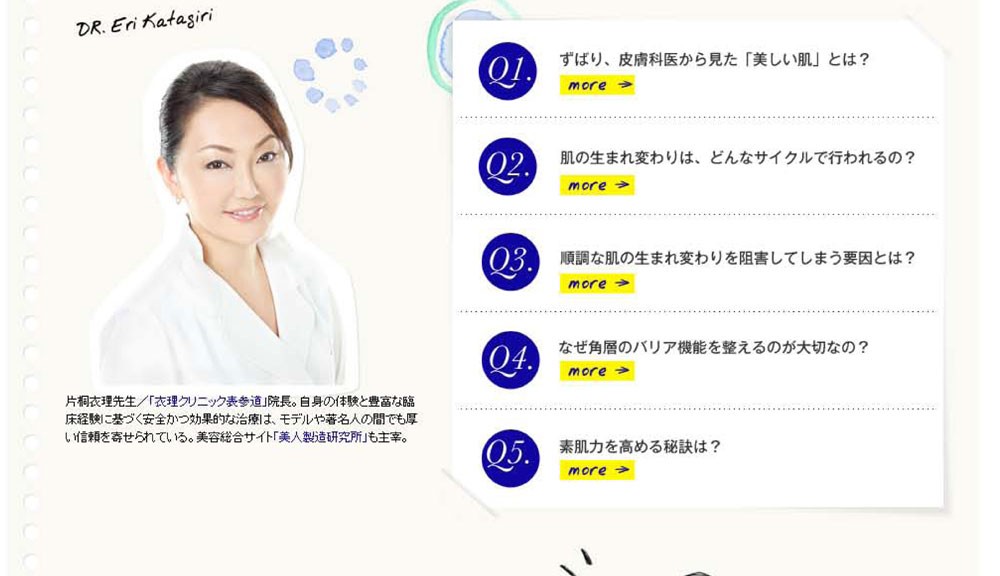 DR. Eri Katagiri
片桐衣理先生／「衣理クリニック表参道」院長。自身の体験と豊富な臨
床経験に基づく安全かつ効果的な治療は、モデルや著名人の間でも厚
い信頼を寄せられている。美容総合サイト「美人製造研究所」も主宰。
Q1.
ずばり、皮膚科医から見た「美しい肌」とは？
more →
Q2.
肌の生まれ変わりは、どんなサイクルで行われるの？
more →
Q3.
順調な肌の生まれ変わりを阻害してしまう要因とは？
more →
Q4.
なぜ角層のバリア機能を整えるのが大切なの？
more →
Q5.
素肌力を高める秘訣は？
more →